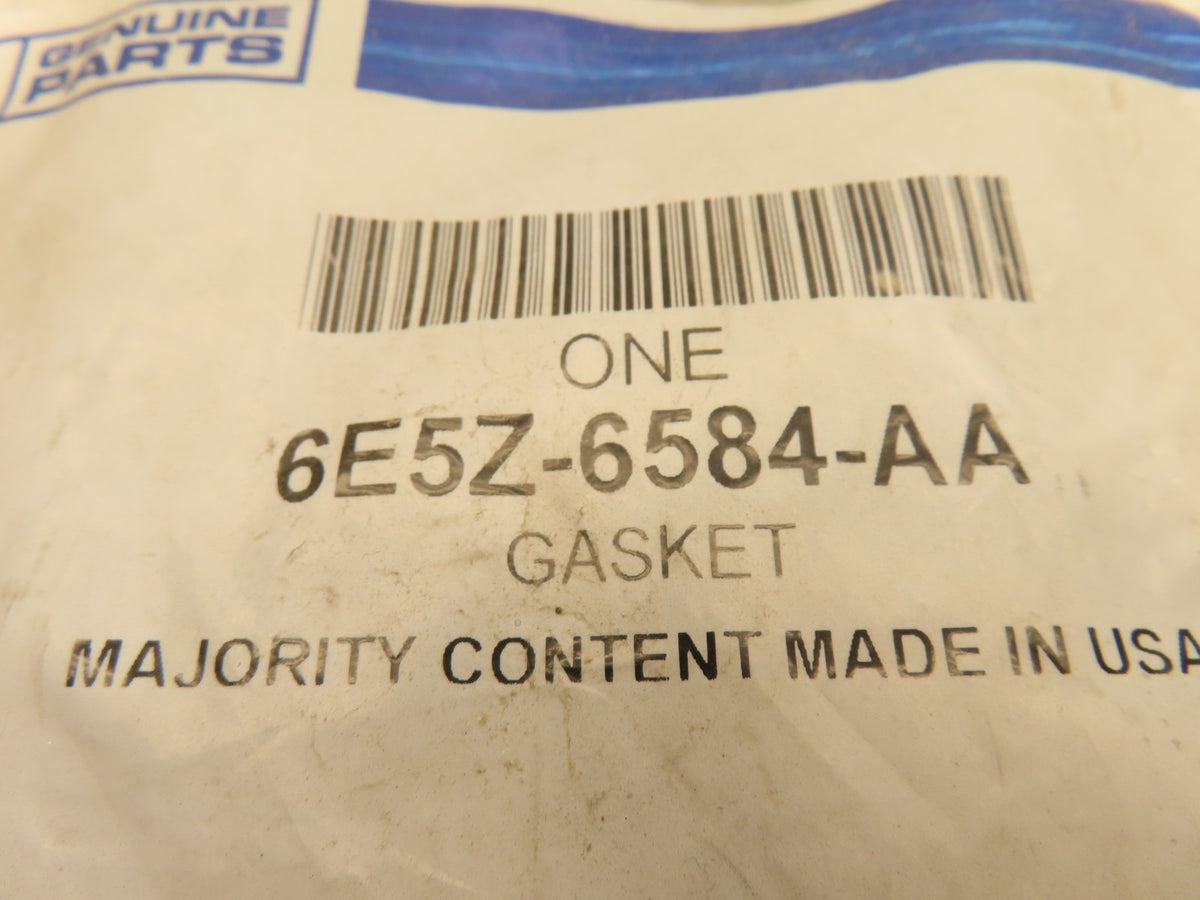 GENUINE
PARTS
ONE
6E5Z-6584-AA
GASKET
MAJORITY CONTENT MADE IN USA